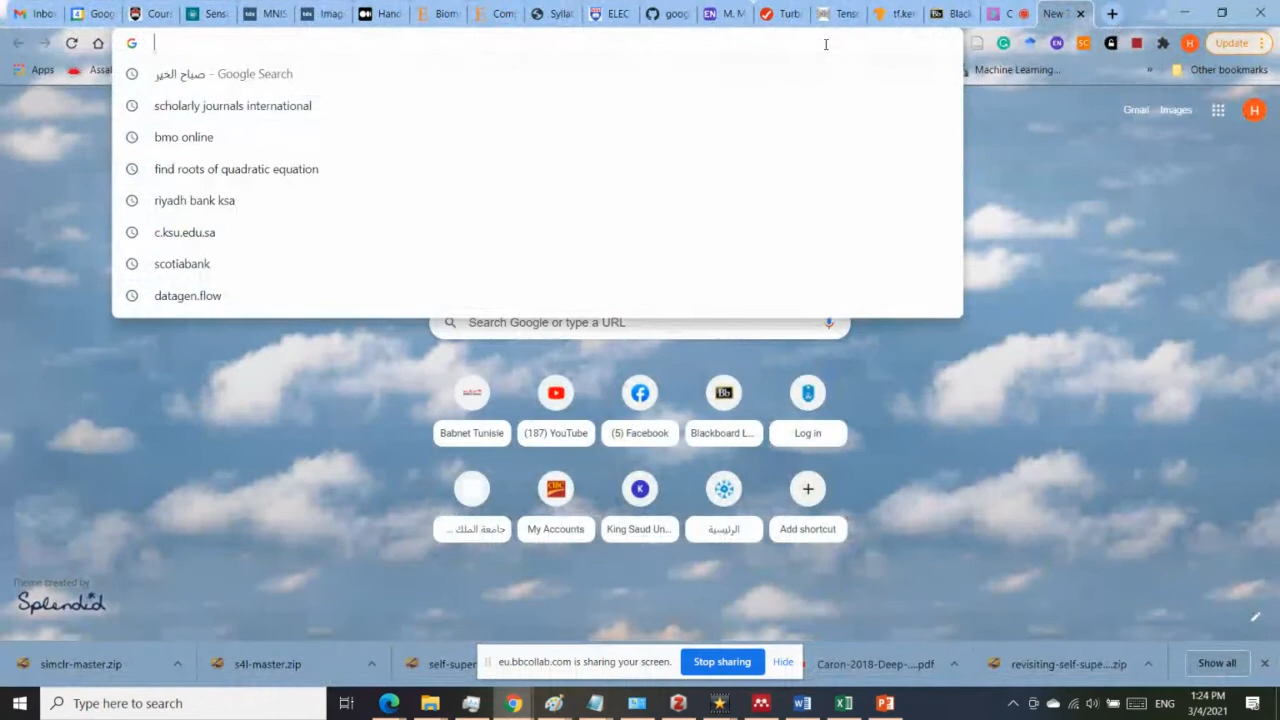 Inbo
Goog
Cour
Sens
MNIS
Imag
Hand
Biom
Com
Sylla
ELEC
goog
M. M
Turb
Tens
tf.ker
Black
C
New T
Update
Apps
Assal
Machine Learning...
»
Other bookmarks
صباح الخير - Google Search
scholarly journals international
bmo online
find roots of quadratic equation
riyadh bank ksa
c.ksu.edu.sa
scotiabank
datagen.flow
Gmail Images
H
Search Google or type a URL
Babnet Tunisie
(187) YouTube
(5) Facebook
Blackboard L...
Log in
جامعة الملك ...
My Accounts
King Saud Un...
الرئيسية
Add shortcut
Theme created by
Splendid
simclr-master.zip
s4l-master.zip
self-super
eu.bbcollab.com is sharing your screen.
Stop sharing
Hide
Caron-2018-Deep-....pdf
revisiting-self-supe....zip
Show all
Type here to search
ENG
1:24 PM
3/4/2021